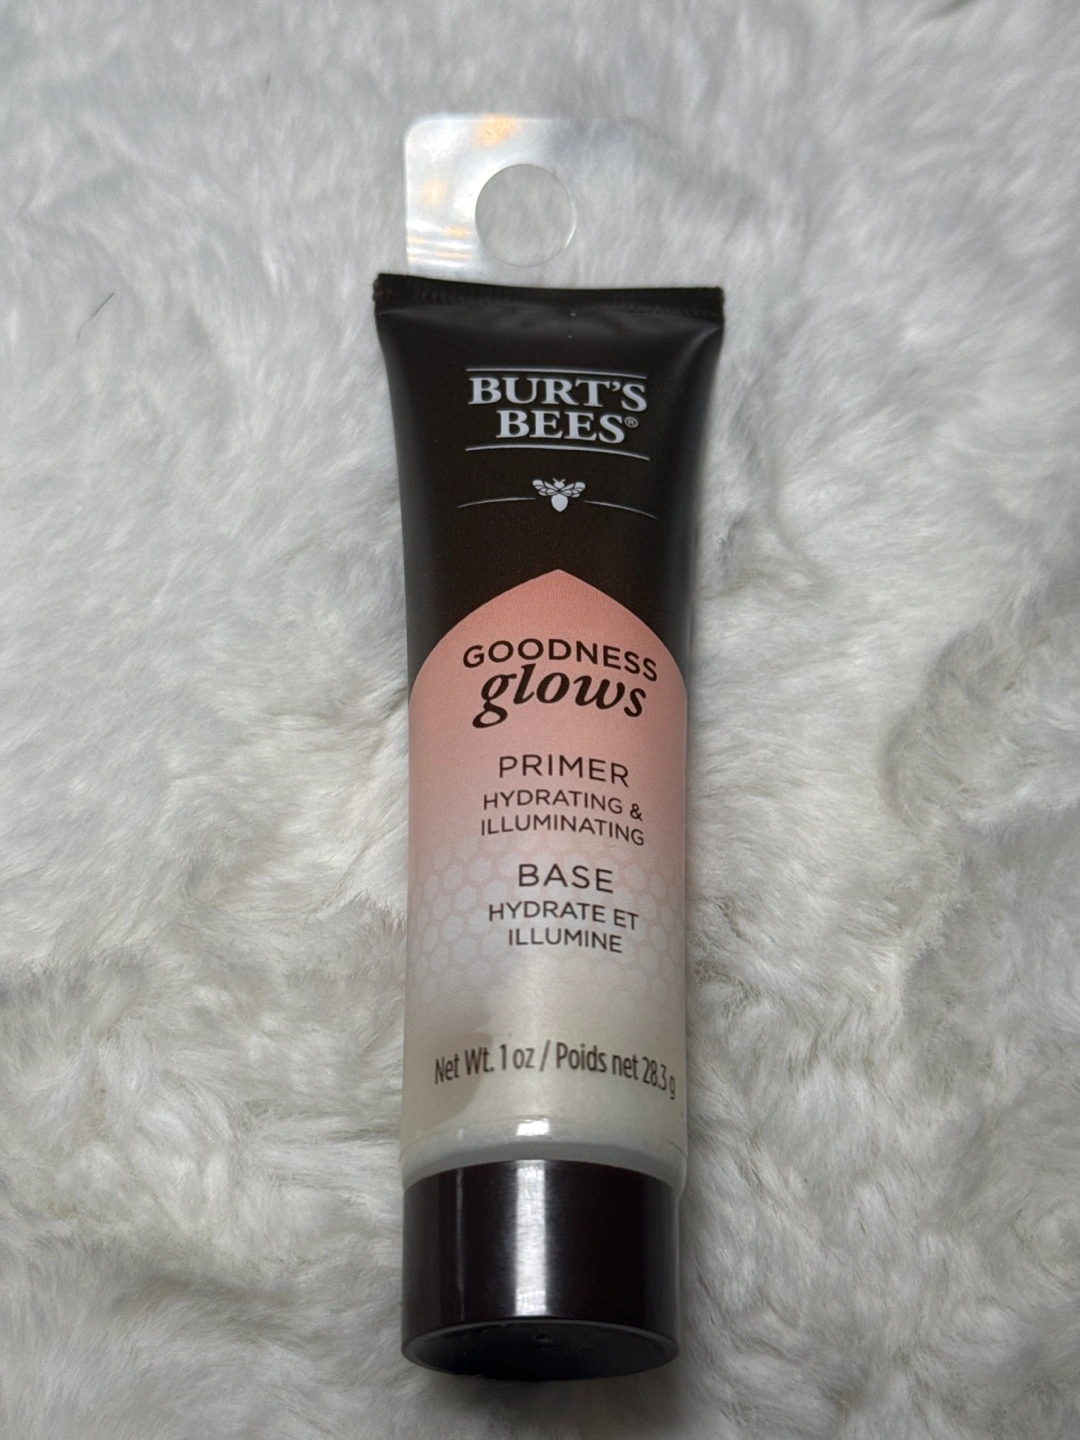 BURT'S
BEES®
GOODNESS
glows
PRIMER
HYDRATING &
ILLUMINATING
BASE
HYDRATE ET
ILLUMINE
Net Wt. 1 oz / Poids net 28.3 g